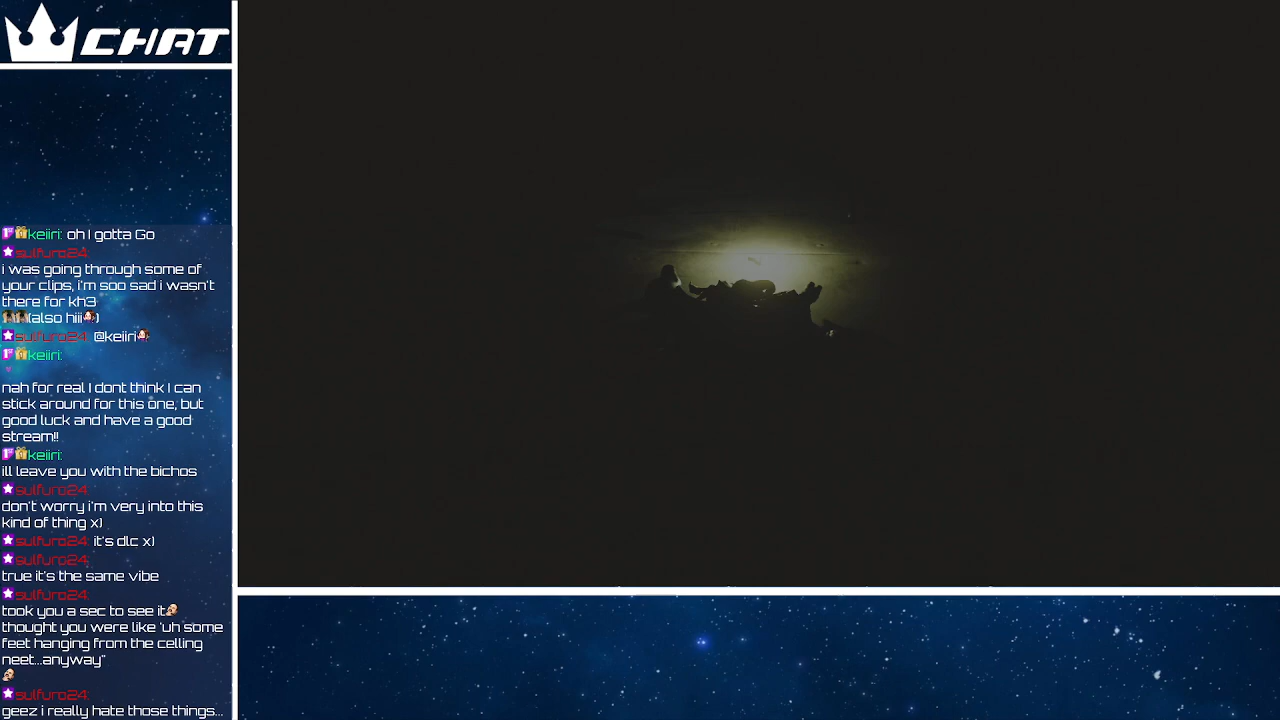 CHAT
keiiri: oh I gotta Go
sulfuro24:
i was going through some of
your clips, i'm soo sad i wasn't
there for kh3
(also hiii)
sulfuro24: @keiiri
keiiri:
nah for real I dont think I can
stick around for this one, but
good luck and have a good
stream!!
keiiri:
ill leave you with the bichos
sulfuro24:
don't worry i'm very into this
kind of thing x)
sulfuro24: it's dlc x)
sulfuro24:
true it's the same vibe
sulfuro24:
took you a sec to see it
thought you were like 'uh some
feet hanging from the celling
neet...anyway"
sulfuro24:
geez i really hate those things...